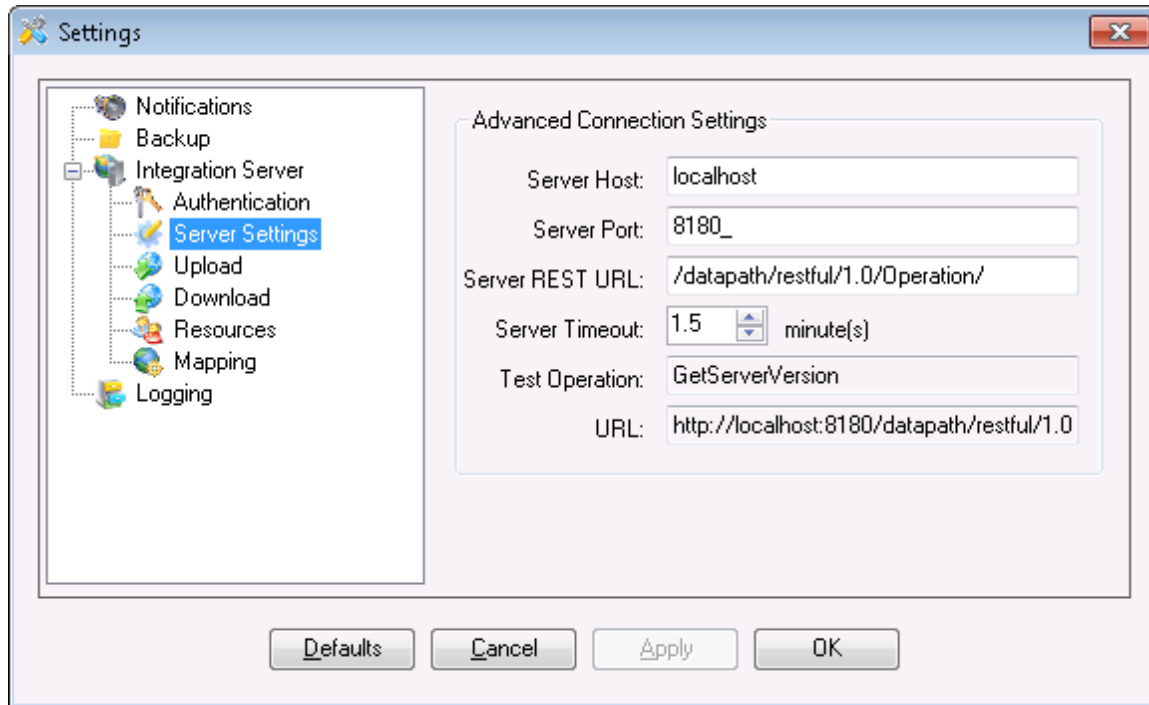 Settings
Notifications
Backup
Integration Server
Authentication
Server Settings
Upload
Download
Resources
Mapping
Logging
Advanced Connection Settings
Server Host: localhost
Server Port: 8180_
Server REST URL: /datapath/restful/1.0/Operation/
Server Timeout: 1.5 minute(s)
Test Operation: GetServerVersion
URL: http://localhost:8180/datapath/restful/1.0
Defaults Cancel Apply OK